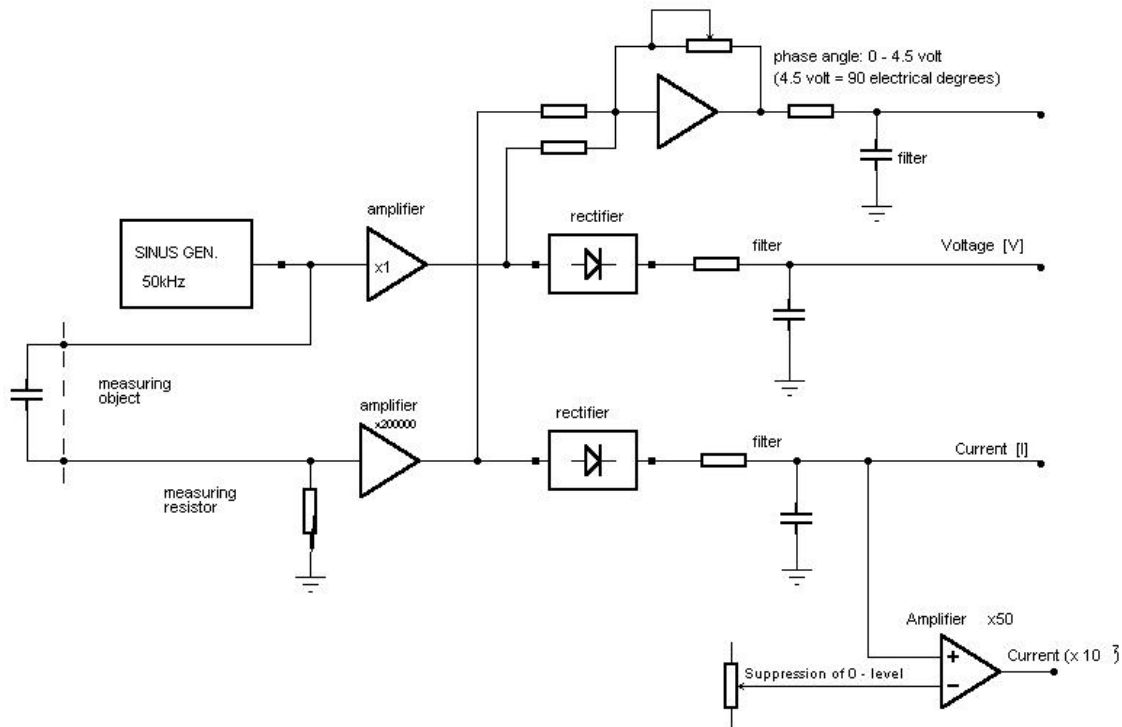 phase angle: 0 - 4.5 volt
(4.5 volt = 90 electrical degrees)
filter
amplifier
rectifier
SINUS GEN.
50kHz
x1
filter
Voltage [V]
measuring
object
amplifier
x200000
rectifier
filter
Current [I]
measuring
resistor
Amplifier x50
+
Suppression of 0 - level
−
Current (x 10 7)